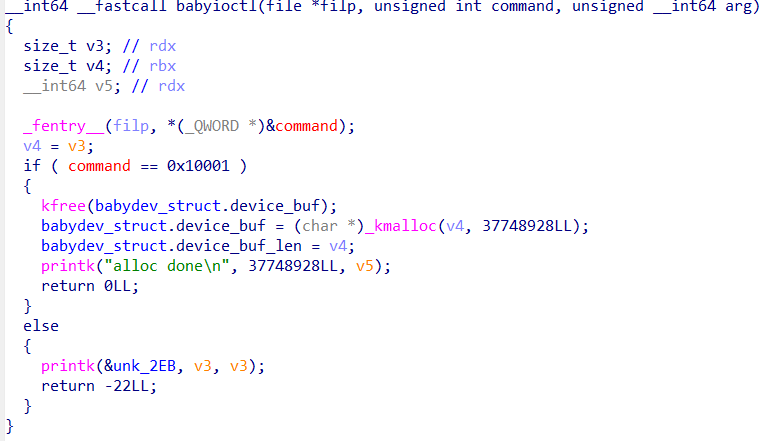 __int64 __fastcall babyioctl(file *filp, unsigned int command, unsigned __int64 arg)
{
size_t v3; // rdx
size_t v4; // rbx
__int64 v5; // rdx
_fentry__(filp, *(_QWORD *)&command);
v4 = v3;
if ( command == 0x10001 )
{
kfree(babydev_struct.device_buf);
babydev_struct.device_buf = (char *)_kmalloc(v4, 37748928LL);
babydev_struct.device_buf_len = v4;
printk("alloc done\n", 37748928LL, v5);
return 0LL;
}
else
{
printk(&unk_2EB, v3, v3);
return -22LL;
}
}